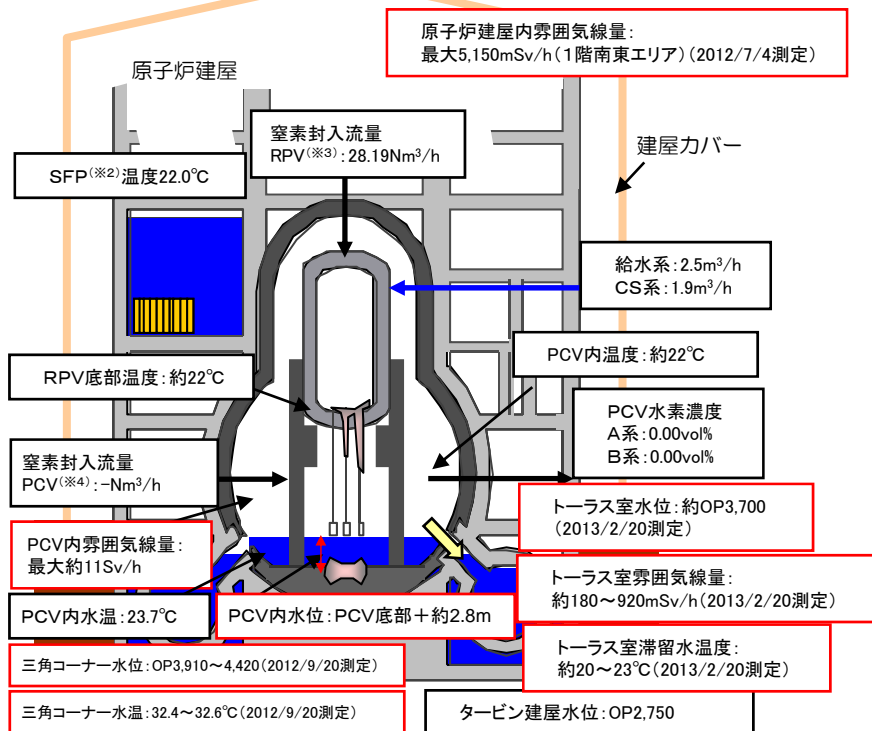 原子炉建屋内雰囲気線量：
最大5,150mSv/h（１階南東エリア）（2012/7/4測定）
原子炉建屋
窒素封入流量
RPV(※3)：28.19Nm³/h
建屋カバー
SFP(※2)温度22.0℃
給水系：2.5m³/h
ＣＳ系：1.9m³/h
PCV内温度：約22℃
ＲＰＶ底部温度：約22℃
PCV水素濃度
Ａ系：0.00vol%
Ｂ系：0.00vol%
窒素封入流量
PCV(※4)：−Nm³/h
トーラス室水位：約OP3,700
（2013/2/20測定）
PCV内雰囲気線量：
最大約11Sv/h
トーラス室雰囲気線量：
約180～920mSv/h（2013/2/20測定）
PCV内水温：23.7℃
PCV内水位：PCV底部＋約2.8m
トーラス室滞留水温度：
約20～23℃（2013/2/20測定）
三角コーナー水位：OP3,910～4,420（2012/9/20測定）
三角コーナー水温：32.4～32.6℃（2012/9/20測定）
タービン建屋水位：OP2,750